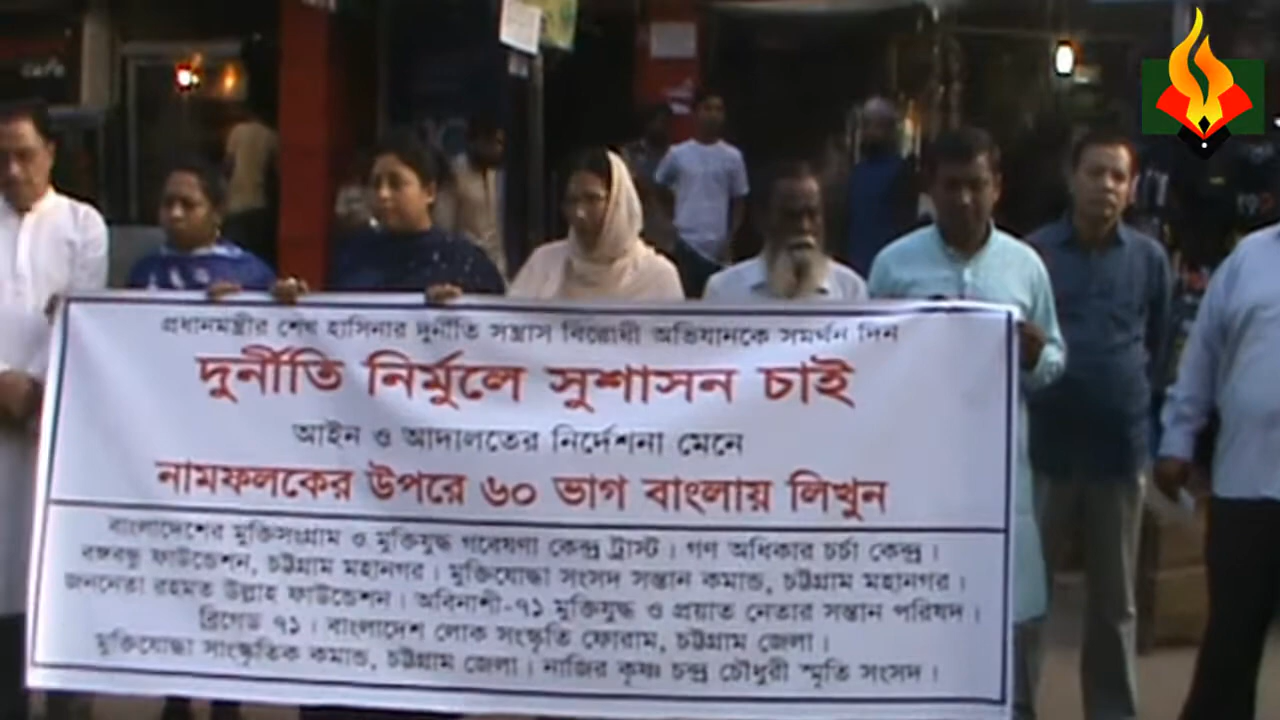 প্রধানমন্ত্রীর শেখ হাসিনার দুর্নীতি সন্ত্রাস বিরোধী অভিযানকে সমর্থন দিন
দুর্নীতি নির্মুলে সুশাসন চাই
আইন ও আদালতের নির্দেশনা মেনে
নামফলকের উপরে ৬০ ভাগ বাংলায় লিখুন
বাংলাদেশের মুক্তিসংগ্রাম ও মুক্তিযুদ্ধ গবেষণা কেন্দ্র ট্রাস্ট। গণ অধিকার চর্চা কেন্দ্র।
বঙ্গবন্ধু ফাউন্ডেশন, চট্টগ্রাম মহানগর। মুক্তিযোদ্ধা সংসদ সন্তান কমান্ড, চট্টগ্রাম মহানগর।
জননেতা রহমত উল্লাহ ফাউন্ডেশন। অবিনাশী-৭১ মুক্তিযুদ্ধ ও প্রয়াত নেতার সন্তান পরিষদ।
ব্রিগেড ৭১। বাংলাদেশ লোক সংস্কৃতি ফোরাম, চট্টগ্রাম জেলা।
মুক্তিযোদ্ধা সাংস্কৃতিক কমান্ড, চট্টগ্রাম জেলা। নাজির কৃষ্ণ চন্দ্র চৌধুরী স্মৃতি সংসদ।